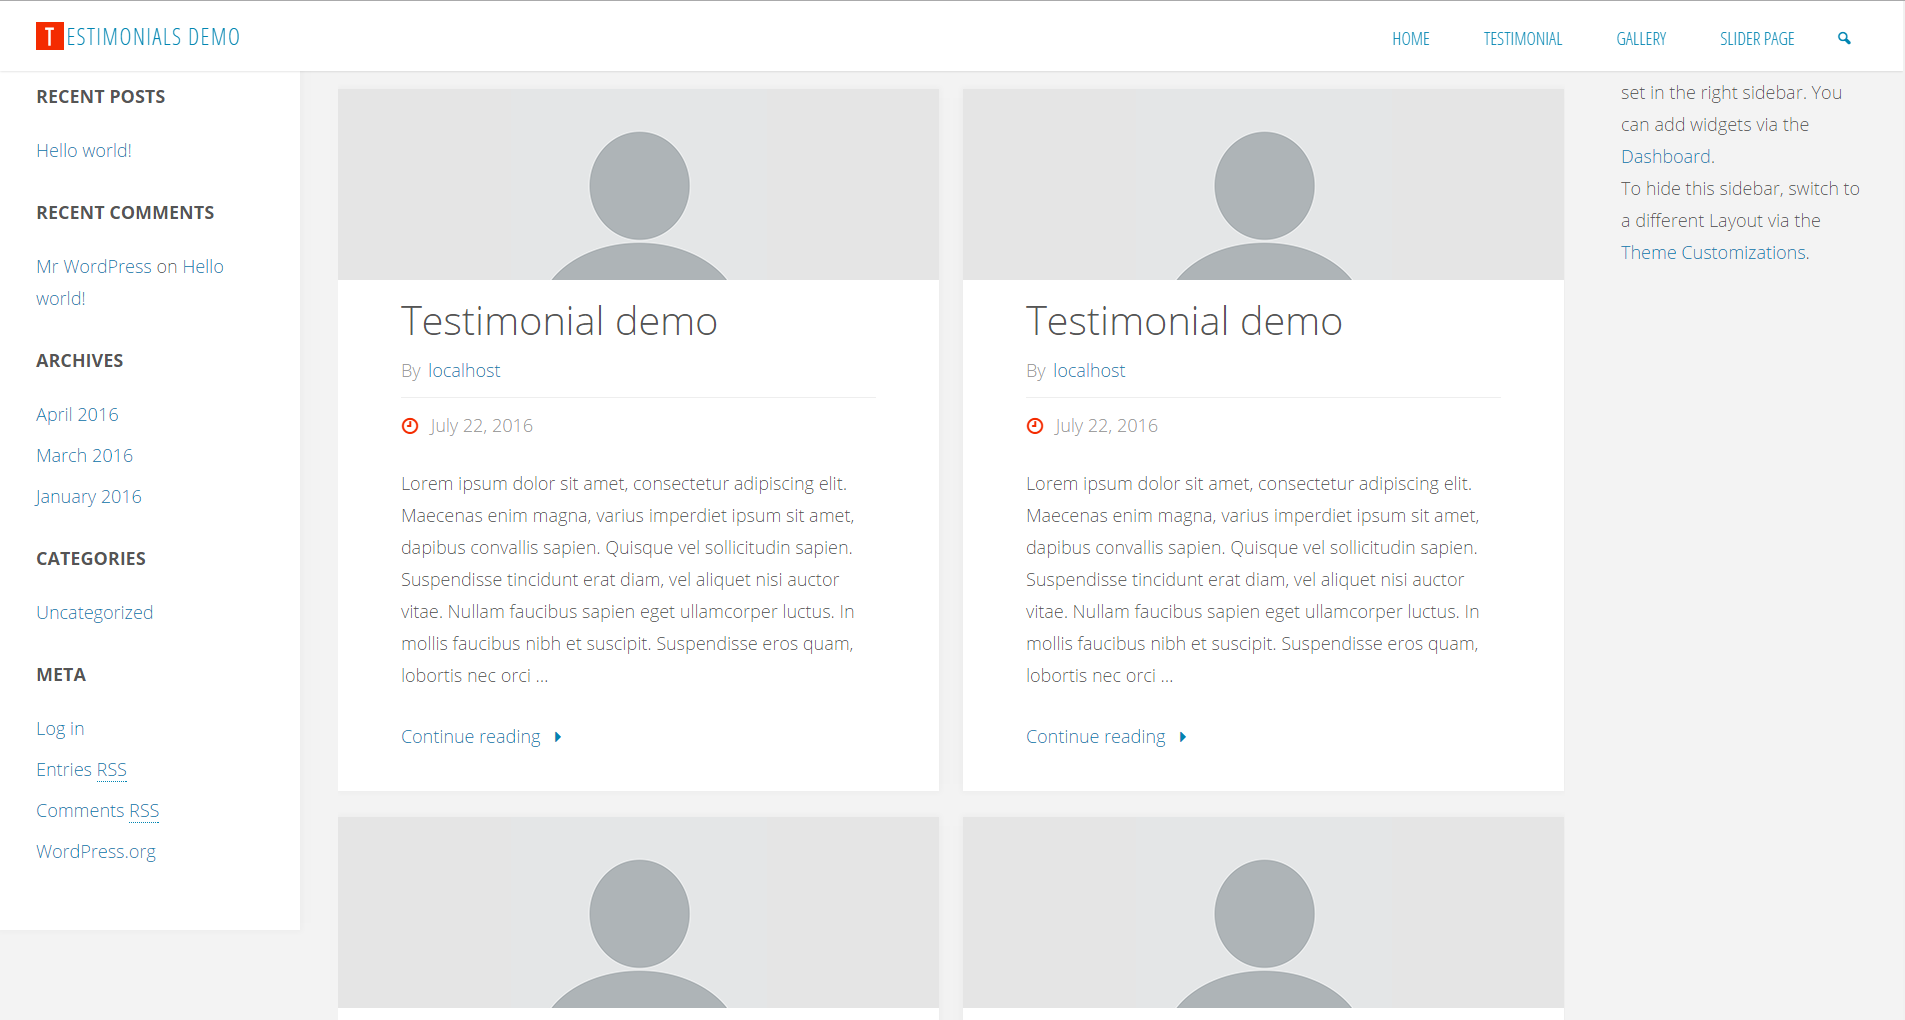 TESTIMONIALS DEMO
HOME TESTIMONIAL GALLERY SLIDER PAGE
RECENT POSTS
Hello world!
RECENT COMMENTS
Mr WordPress on Hello
world!
ARCHIVES
April 2016
March 2016
January 2016
CATEGORIES
Uncategorized
META
Log in
Entries RSS
Comments RSS
WordPress.org
Testimonial demo
By localhost
July 22, 2016
Lorem ipsum dolor sit amet, consectetur adipiscing elit.
Maecenas enim magna, varius imperdiet ipsum sit amet,
dapibus convallis sapien. Quisque vel sollicitudin sapien.
Suspendisse tincidunt erat diam, vel aliquet nisi auctor
vitae. Nullam faucibus sapien eget ullamcorper luctus. In
mollis faucibus nibh et suscipit. Suspendisse eros quam,
lobortis nec orci ...
Continue reading
Testimonial demo
By localhost
July 22, 2016
Lorem ipsum dolor sit amet, consectetur adipiscing elit.
Maecenas enim magna, varius imperdiet ipsum sit amet,
dapibus convallis sapien. Quisque vel sollicitudin sapien.
Suspendisse tincidunt erat diam, vel aliquet nisi auctor
vitae. Nullam faucibus sapien eget ullamcorper luctus. In
mollis faucibus nibh et suscipit. Suspendisse eros quam,
lobortis nec orci ...
Continue reading
set in the right sidebar. You
can add widgets via the
Dashboard.
To hide this sidebar, switch to
a different Layout via the
Theme Customizations.